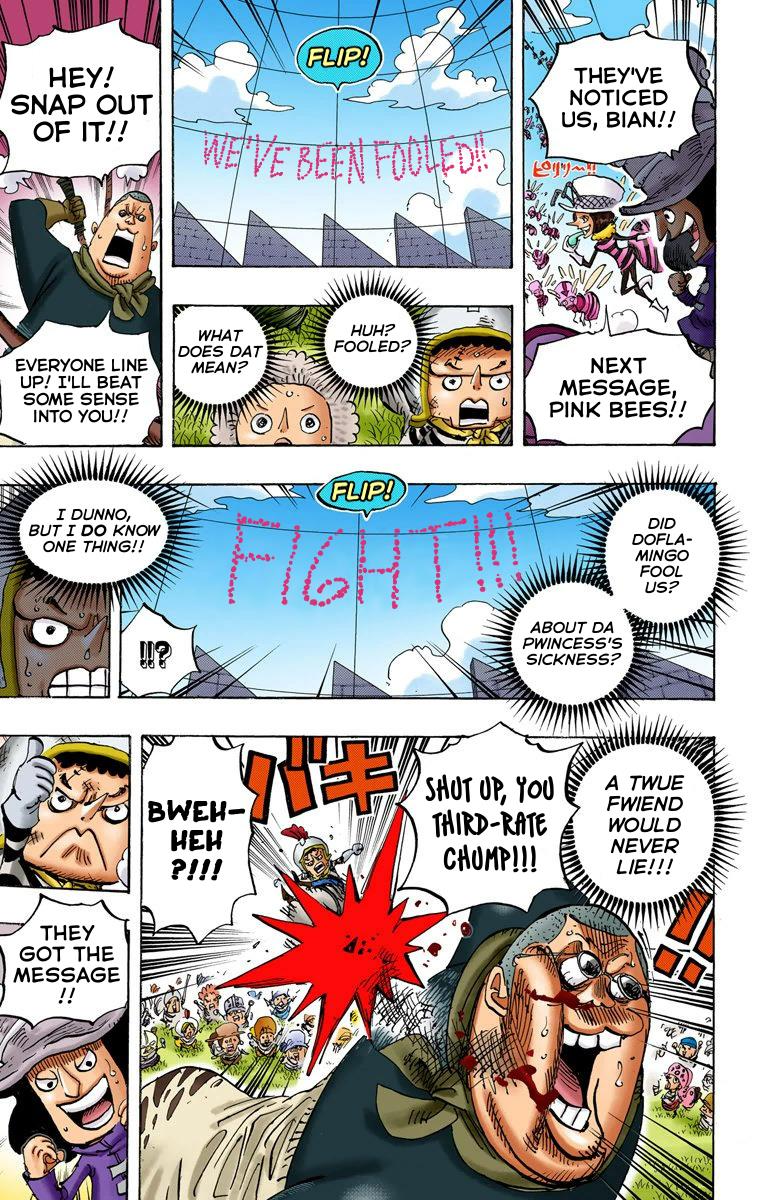 THEY'VE
NOTICED
US, BIAN!!
NEXT
MESSAGE,
PINK BEES!!
FLIP!
WE'VE BEEN FOOLED!!
HUH?
FOOLED?
WHAT
DOES DAT
MEAN?
HEY!
SNAP OUT
OF IT!!
EVERYONE LINE
UP! I'LL BEAT
SOME SENSE
INTO YOU!!
DID
DOFLA-
MINGO
FOOL
US?
ABOUT DA
PWINCESS'S
SICKNESS?
FLIP!
FIGHT!!!
!!?
I DUNNO,
BUT I DO KNOW
ONE THING!!
A TWUE
FWIEND
WOULD
NEVER
LIE!!!
SHUT UP, YOU
THIRD-RATE
CHUMP!!!
バキ
BWEH-
HEH
?!!!
!!
THEY
GOT THE
MESSAGE
!!